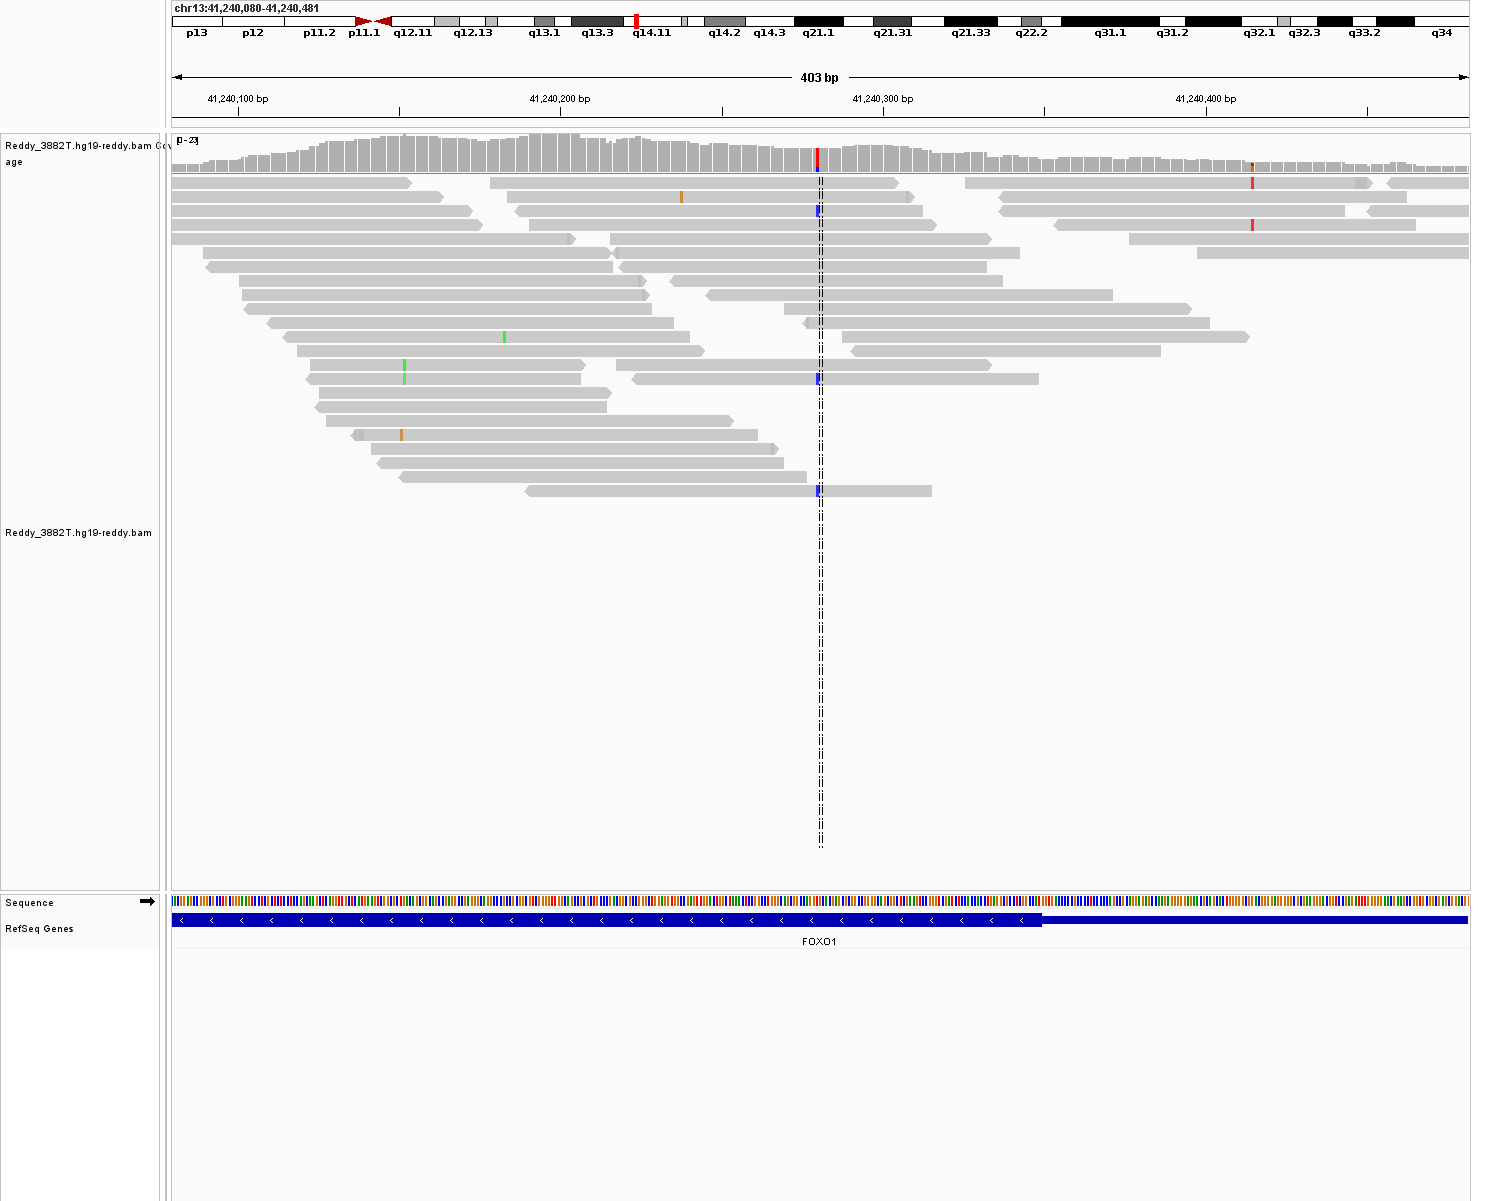 chr13:41,240,080-41,240,481
p13 p12 p11.2 p11.1 q12.11 q12.13 q13.1 q13.3 q14.11 q14.2 q14.3 q21.1 q21.31 q21.33 q22.2 q31.1 q31.2 q32.1 q32.3 q33.2 q34
403 bp
41,240,100 bp 41,240,200 bp 41,240,300 bp 41,240,400 bp
[0 - 23]
Reddy_3882T.hg19-reddy.bam Cov
age
Reddy_3882T.hg19-reddy.bam
Sequence
RefSeq Genes
FOXO1